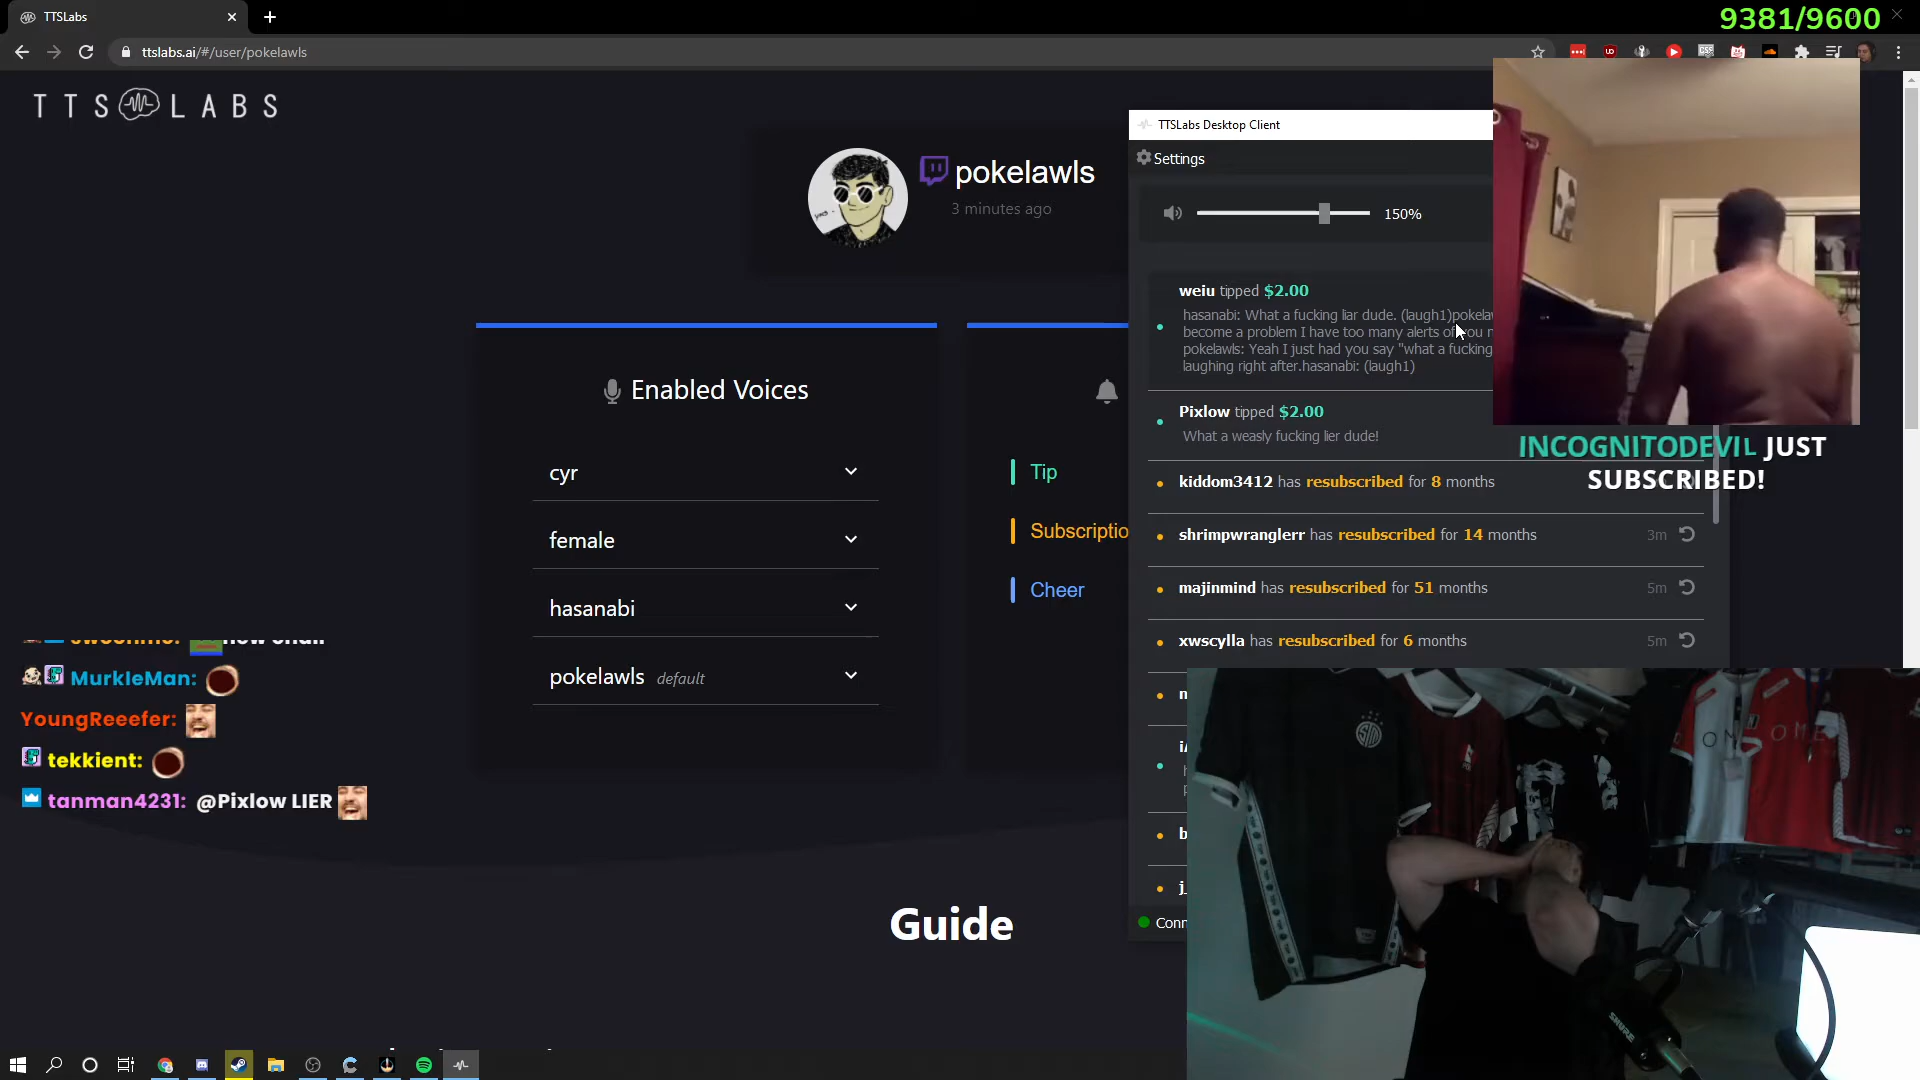 TTSLabs
9381/9600
ttslabs.ai/#/user/pokelawls
TTS LABS
pokelawls
3 minutes ago
Enabled Voices
cyr
female
hasanabi
pokelawls default
Tip
Subscriptio
Cheer
TTSLabs Desktop Client
Settings
150%
weiu tipped $2.00
hasanabi: What a fucking liar dude. (laugh1)pokelaw
become a problem I have too many alerts of you n
pokelawls: Yeah I just had you say "what a fucking
laughing right after.hasanabi: (laugh1)
Pixlow tipped $2.00
What a weasly fucking lier dude!
kiddom3412 has resubscribed for 8 months
shrimpwranglerr has resubscribed for 14 months 3m
majinmind has resubscribed for 51 months 5m
xwscylla has resubscribed for 6 months 5m
Conn
INCOGNITODEVIL JUST
SUBSCRIBED!
MurkleMan:
YoungReeefer:
tekkient:
tanman4231: @Pixlow LIER
Guide
SHURE